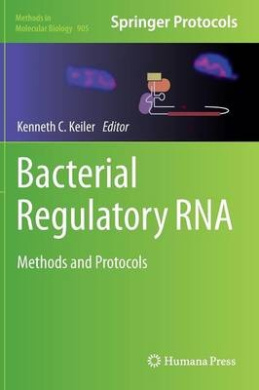 Methods in
Molecular Biology 905
Springer Protocols
Kenneth C. Keiler Editor
Bacterial
Regulatory RNA
Methods and Protocols
Humana Press